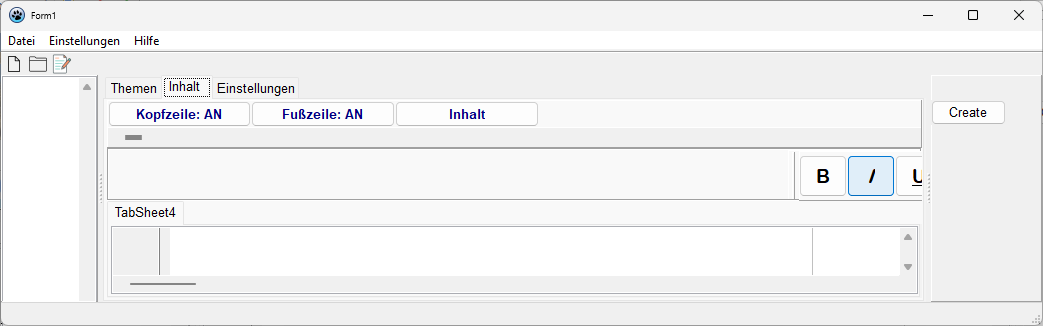 Form1
Datei Einstellungen Hilfe
Themen Inhalt Einstellungen
Kopfzeile: AN Fußzeile: AN Inhalt
Create
B I U
TabSheet4